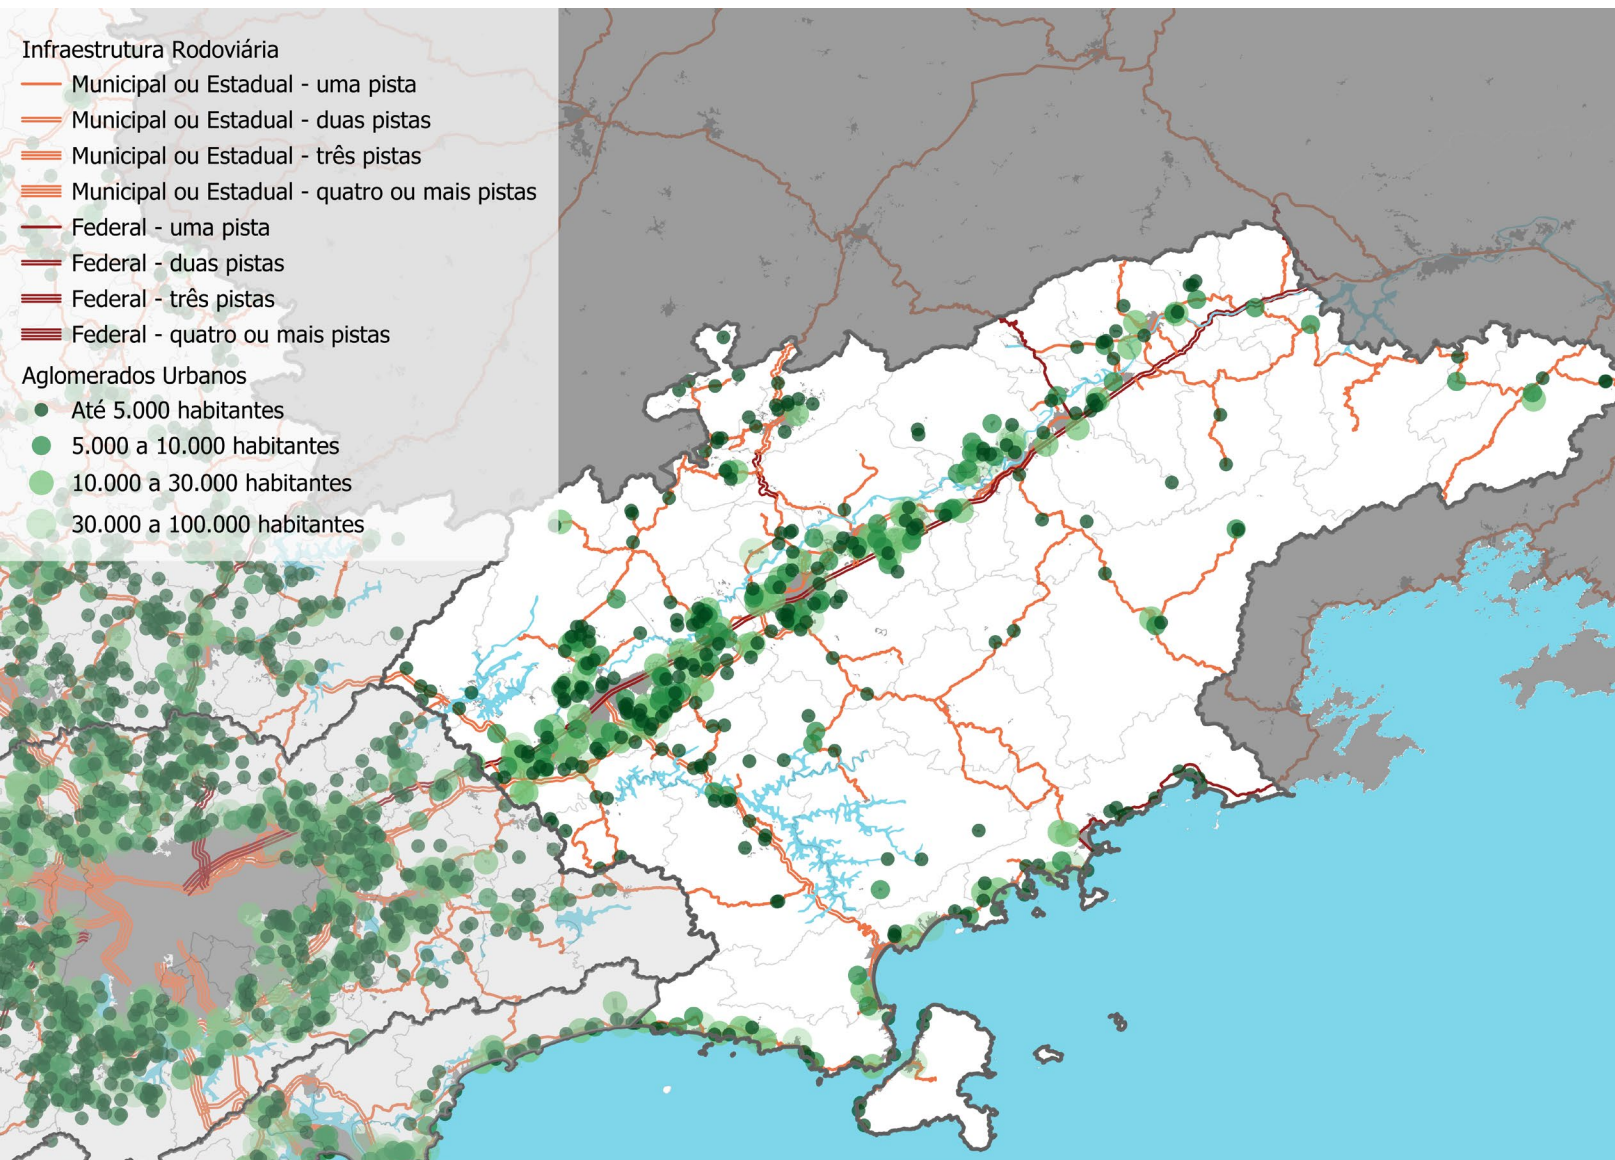 Infraestrutura Rodoviária
Municipal ou Estadual - uma pista
Municipal ou Estadual - duas pistas
Municipal ou Estadual - três pistas
Municipal ou Estadual - quatro ou mais pistas
Federal - uma pista
Federal - duas pistas
Federal - três pistas
Federal - quatro ou mais pistas
Aglomerados Urbanos
Até 5.000 habitantes
5.000 a 10.000 habitantes
10.000 a 30.000 habitantes
30.000 a 100.000 habitantes